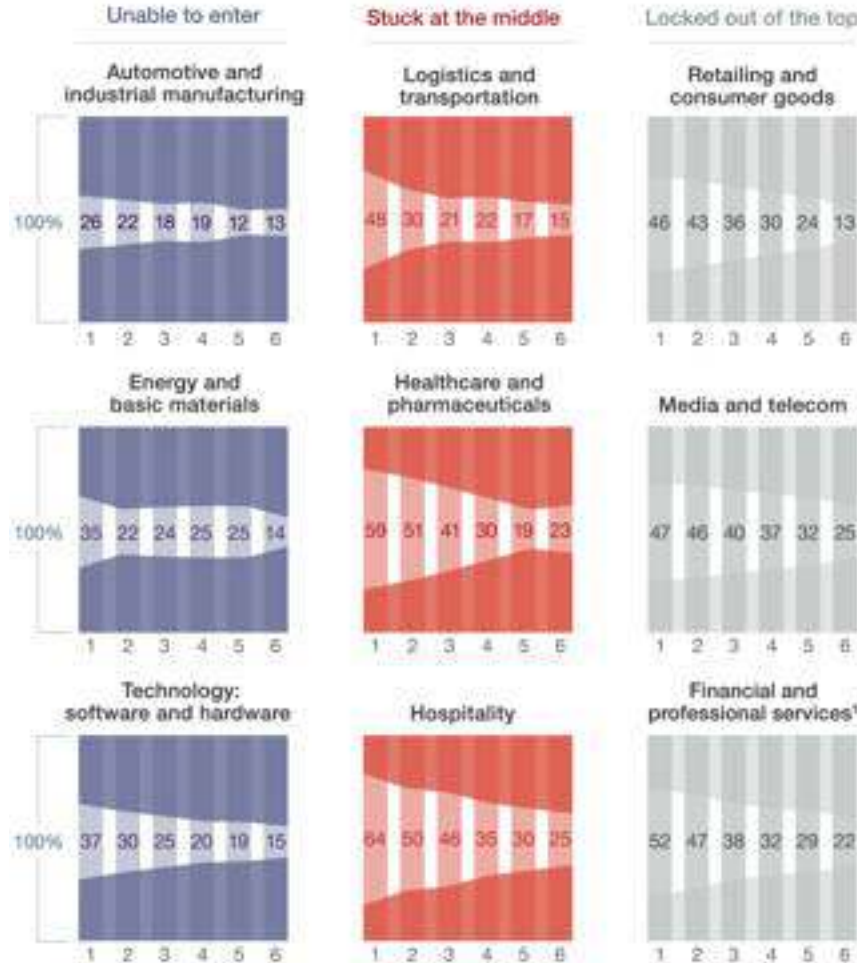 Unable to enter
Stuck at the middle
Locked out of the top
Automotive and
industrial manufacturing
Logistics and
transportation
Retailing and
consumer goods
100%
26 22 18 19 12 13
48 30 21 22 17 15
46 43 36 30 24 13
1 2 3 4 5 6
1 2 3 4 5 6
1 2 3 4 5 6
Energy and
basic materials
Healthcare and
pharmaceuticals
Media and telecom
100%
35 22 24 25 25 14
59 51 41 30 19 23
47 46 40 37 32 25
1 2 3 4 5 6
1 2 3 4 5 6
1 2 3 4 5 6
Technology:
software and hardware
Hospitality
Financial and
professional services¹
100%
37 30 25 20 19 15
64 50 46 35 30 25
52 47 38 32 29 22
1 2 3 4 5 6
1 2 3 4 5 6
1 2 3 4 5 6